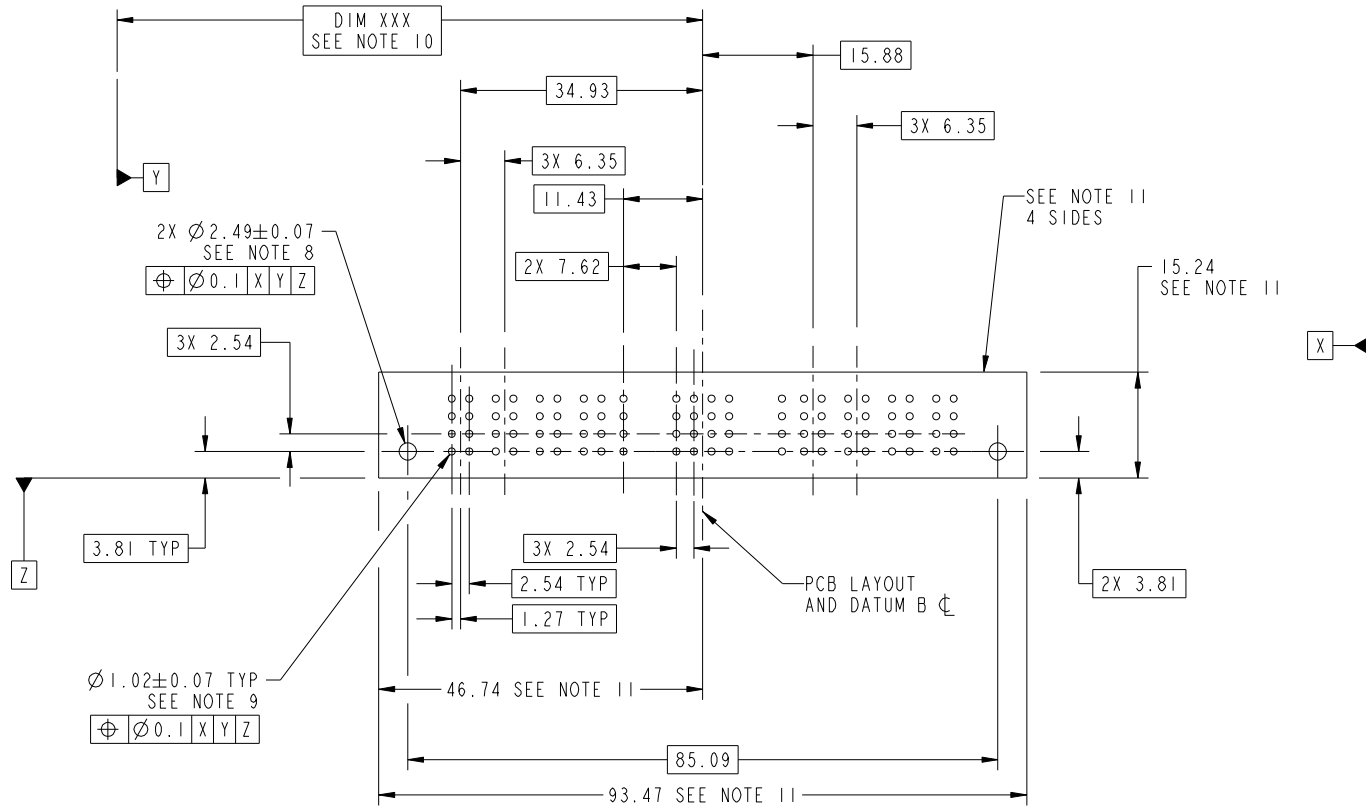 DIM XXX
SEE NOTE 10
15.88
34.93
3X 6.35
3X 6.35
Y
11.43
SEE NOTE 11
4 SIDES
2X Ø2.49±0.07
SEE NOTE 8
⌖ Ø0.1 X Y Z
2X 7.62
15.24
SEE NOTE 11
3X 2.54
X
3.81 TYP
3X 2.54
Z
2.54 TYP
PCB LAYOUT
AND DATUM B ℄
2X 3.81
1.27 TYP
Ø1.02±0.07 TYP
SEE NOTE 9
⌖ Ø0.1 X Y Z
46.74 SEE NOTE 11
85.09
93.47 SEE NOTE 11